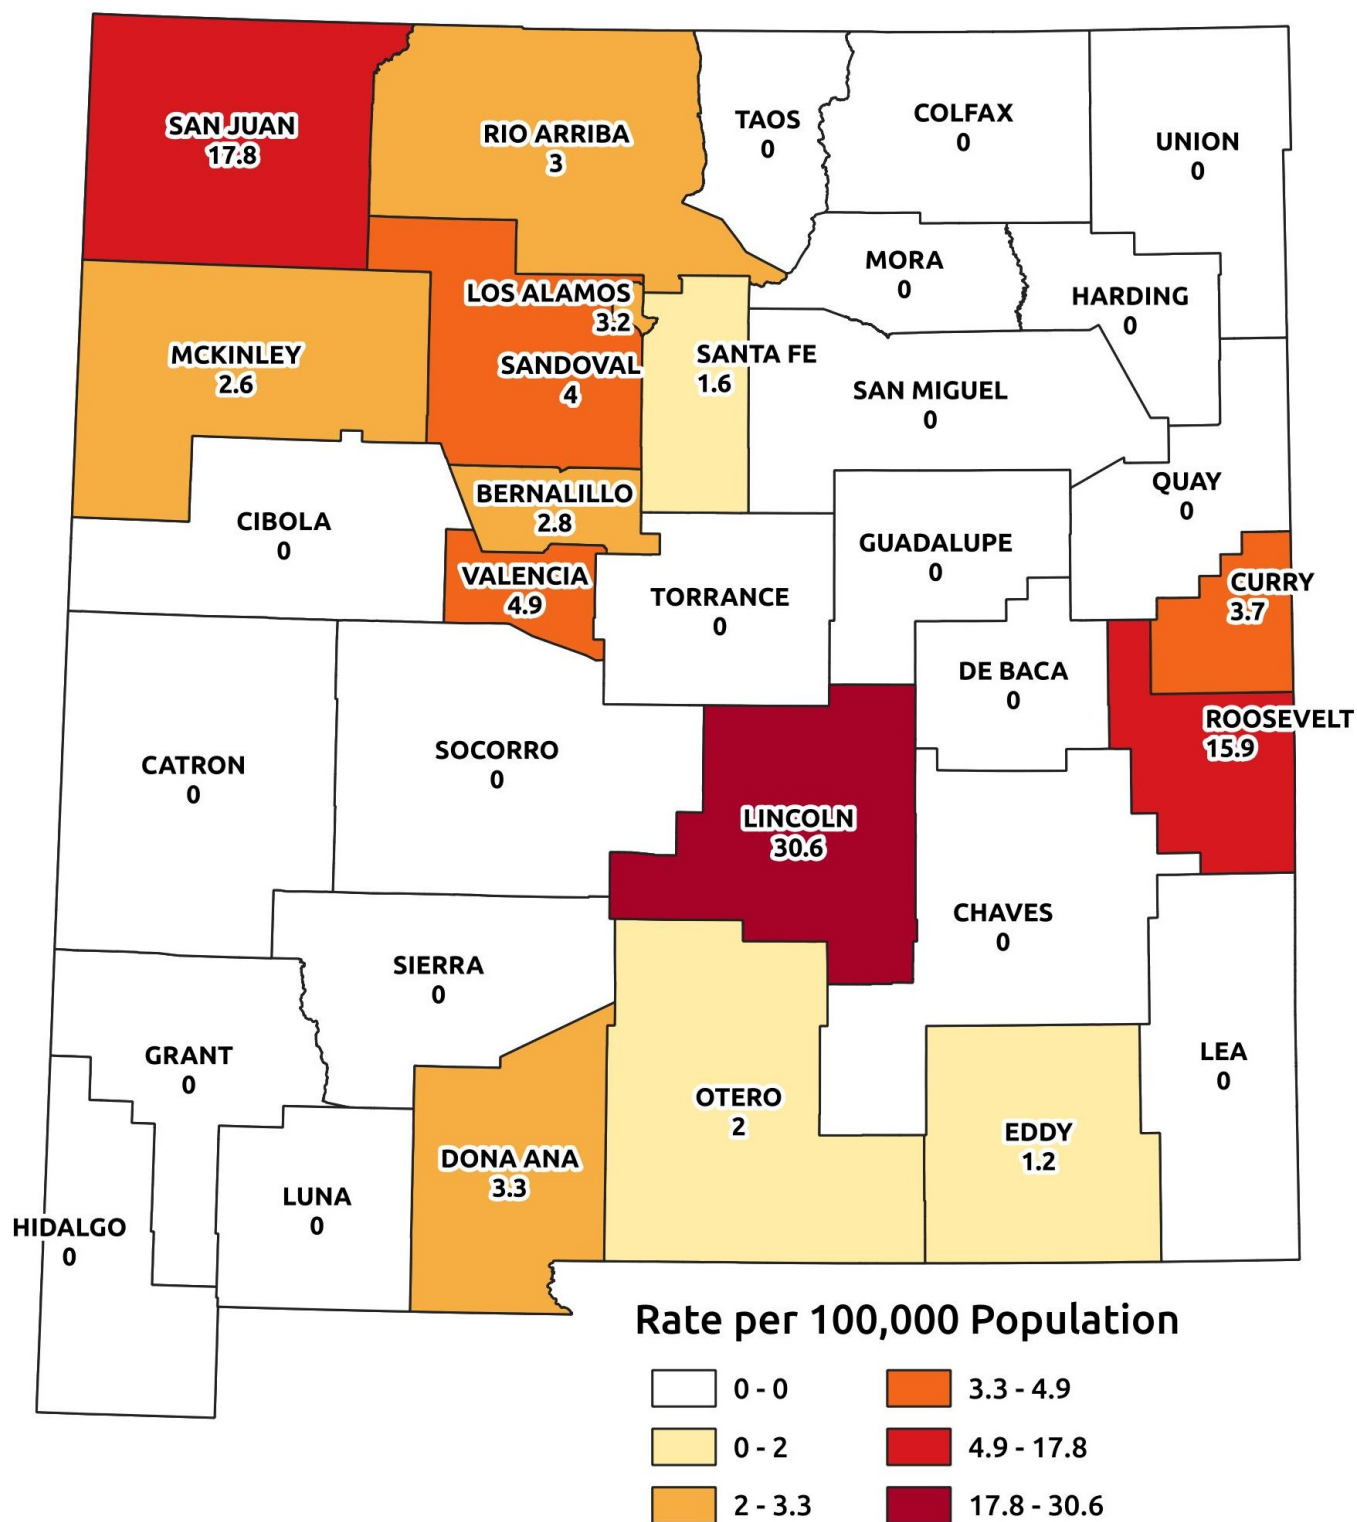 SAN JUAN
17.8
RIO ARRIBA
3
TAOS
0
COLFAX
0
UNION
0
MORA
0
HARDING
0
LOS ALAMOS
3.2
MCKINLEY
2.6
SANDOVAL
4
SANTA FE
1.6
SAN MIGUEL
0
QUAY
0
CIBOLA
0
BERNALILLO
2.8
GUADALUPE
0
VALENCIA
4.9
TORRANCE
0
CURRY
3.7
DE BACA
0
ROOSEVELT
15.9
CATRON
0
SOCORRO
0
LINCOLN
30.6
CHAVES
0
SIERRA
0
GRANT
0
LEA
0
OTERO
2
EDDY
1.2
DONA ANA
3.3
LUNA
0
HIDALGO
0
Rate per 100,000 Population
0 - 0
0 - 2
2 - 3.3
3.3 - 4.9
4.9 - 17.8
17.8 - 30.6